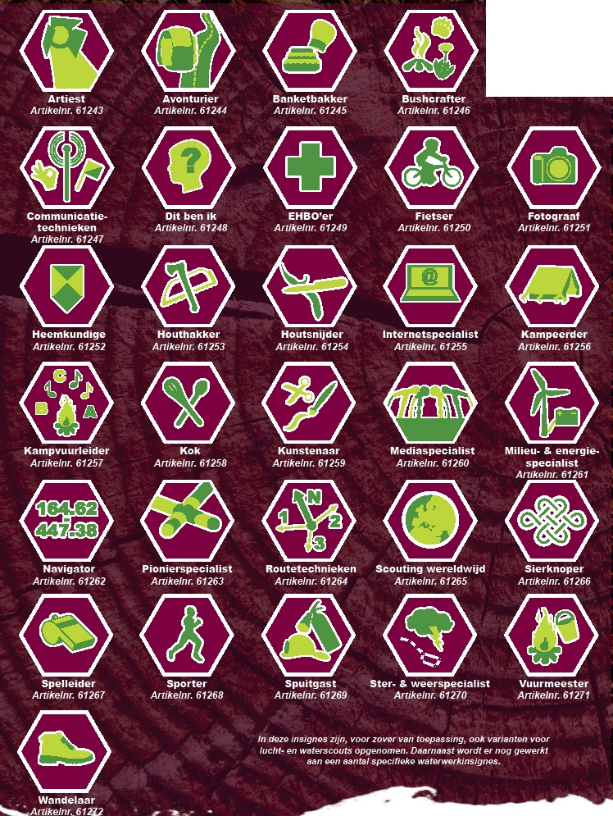 Artiest
Artikelnr. 61243
Avonturier
Artikelnr. 61244
Banketbakker
Artikelnr. 61245
Bushcrafter
Artikelnr. 61246
Communicatie-
technieken
Artikelnr. 61247
?
Dit ben ik
Artikelnr. 61248
EHBO'er
Artikelnr. 61249
Fietser
Artikelnr. 61250
Fotograaf
Artikelnr. 61251
Heemkundige
Artikelnr. 61252
Houthakker
Artikelnr. 61253
Houtsnijder
Artikelnr. 61254
@
Internetspecialist
Artikelnr. 61255
Kampeerder
Artikelnr. 61256
C
B A
Kampvuurleider
Artikelnr. 61257
Kok
Artikelnr. 61258
Kunstenaar
Artikelnr. 61259
Mediaspecialist
Artikelnr. 61260
Milieu- & energie-
specialist
Artikelnr. 61261
164.62
-
447.38
Navigator
Artikelnr. 61262
Pionierspecialist
Artikelnr. 61263
N
1 2
3
Routetechnieken
Artikelnr. 61264
Scouting wereldwijd
Artikelnr. 61265
Sierknoper
Artikelnr. 61266
Spelleider
Artikelnr. 61267
Sporter
Artikelnr. 61268
Spuitgast
Artikelnr. 61269
Ster- & weerspecialist
Artikelnr. 61270
Vuurmeester
Artikelnr. 61271
Wandelaar
Artikelnr. 61272
In deze insignes zijn, voor zover van toepassing, ook varianten voor
lucht- en waterscouts opgenomen. Daarnaast wordt er nog gewerkt
aan een aantal specifieke waterwerkinsignes.